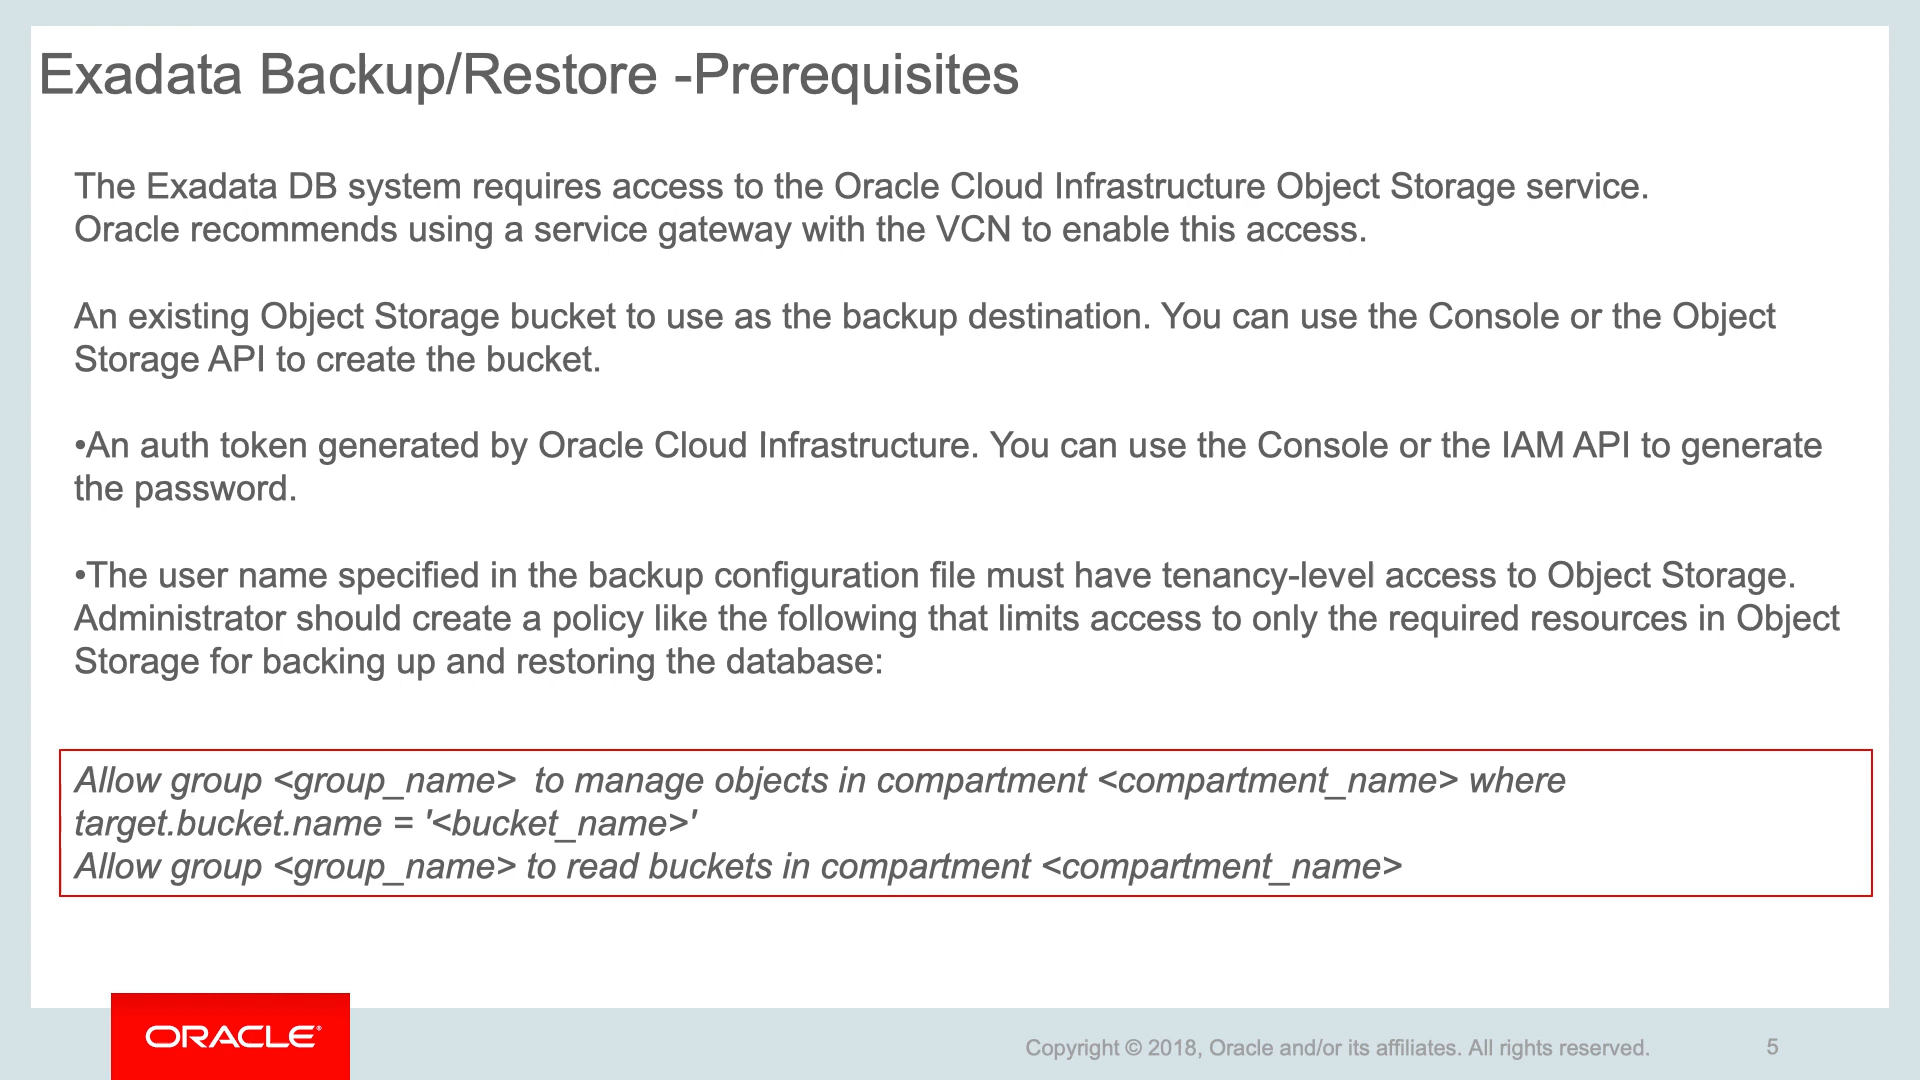 Exadata Backup/Restore -Prerequisites
The Exadata DB system requires access to the Oracle Cloud Infrastructure Object Storage service.
Oracle recommends using a service gateway with the VCN to enable this access.
An existing Object Storage bucket to use as the backup destination. You can use the Console or the Object
Storage API to create the bucket.
•An auth token generated by Oracle Cloud Infrastructure. You can use the Console or the IAM API to generate
the password.
•The user name specified in the backup configuration file must have tenancy-level access to Object Storage.
Administrator should create a policy like the following that limits access to only the required resources in Object
Storage for backing up and restoring the database:
Allow group <group_name>  to manage objects in compartment <compartment_name> where
target.bucket.name = '<bucket_name>'
Allow group <group_name> to read buckets in compartment <compartment_name>
ORACLE®
Copyright © 2018, Oracle and/or its affiliates. All rights reserved.
5